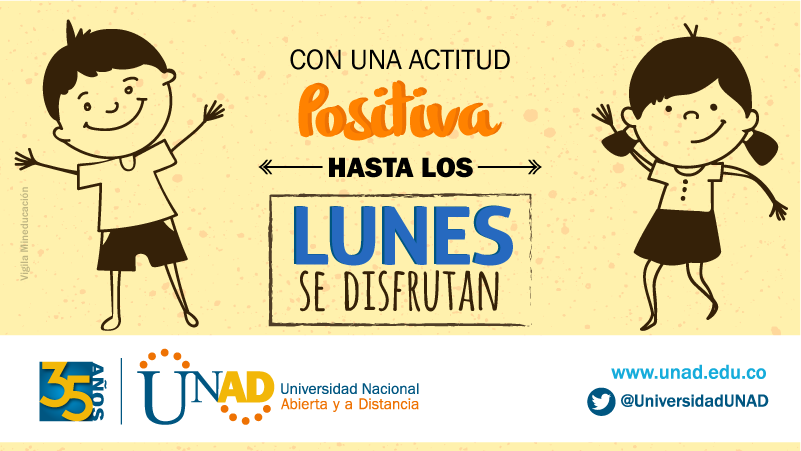 CON UNA ACTITUD
Positiva
HASTA LOS
LUNES
SE DISFRUTAN
Vigila Mineducación
35 AÑOS
UNAD
Universidad Nacional
Abierta y a Distancia
www.unad.edu.co
@UniversidadUNAD